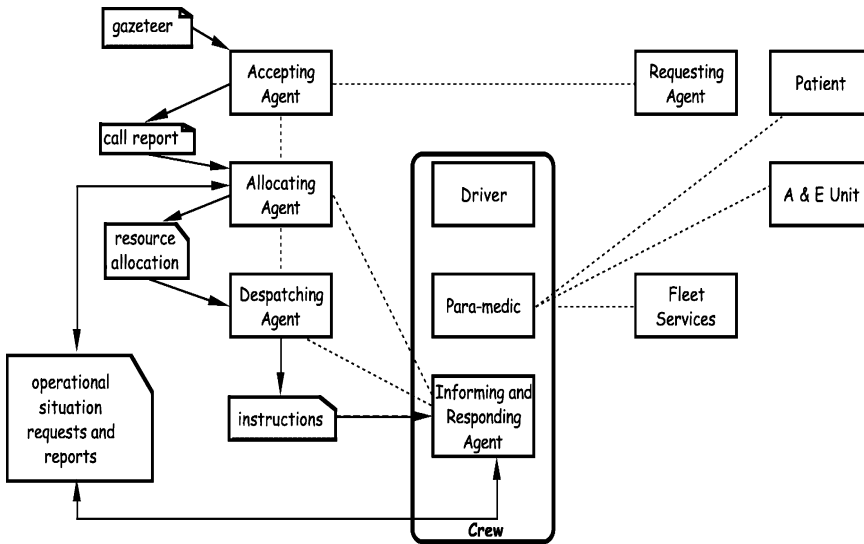 gazeteer
Accepting
Agent
Requesting
Agent
Patient
call report
Allocating
Agent
Driver
A & E Unit
resource
allocation
Despatching
Agent
Para-medic
Fleet
Services
operational
situation
requests and
reports
instructions
Informing and
Responding
Agent
Crew